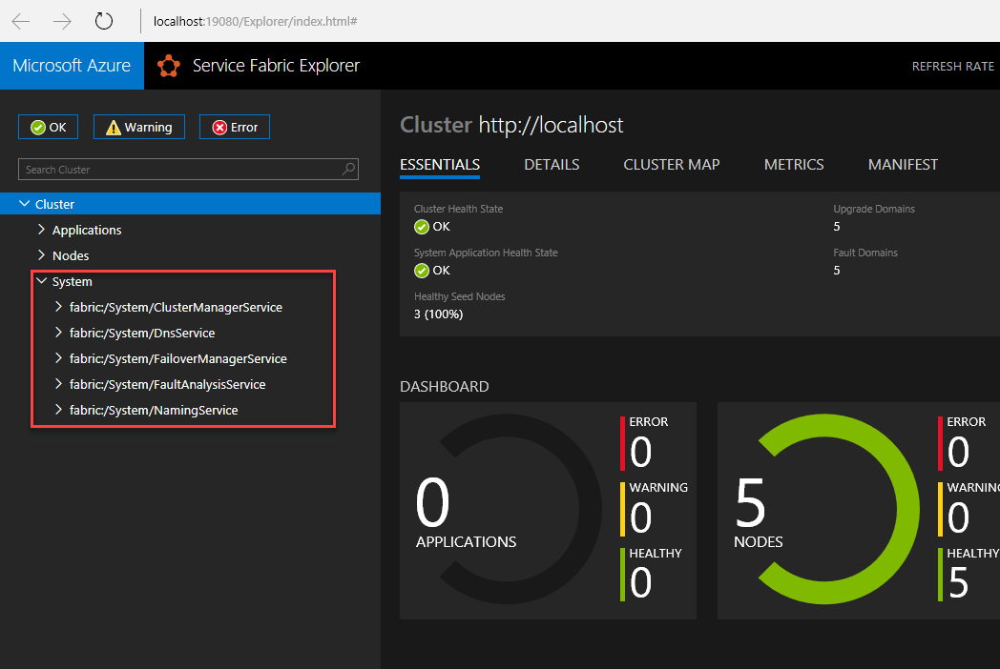 localhost:19080/Explorer/index.html#
Microsoft Azure
Service Fabric Explorer
REFRESH RATE
OK
Warning
Error
Search Cluster
Cluster
Applications
Nodes
System
fabric:/System/ClusterManagerService
fabric:/System/DnsService
fabric:/System/FailoverManagerService
fabric:/System/FaultAnalysisService
fabric:/System/NamingService
Cluster http://localhost
ESSENTIALS
DETAILS
CLUSTER MAP
METRICS
MANIFEST
Cluster Health State
OK
System Application Health State
OK
Healthy Seed Nodes
3 (100%)
Upgrade Domains
5
Fault Domains
5
DASHBOARD
0
APPLICATIONS
ERROR
0
WARNING
0
HEALTHY
0
5
NODES
ERROR
0
WARNING
0
HEALTHY
5